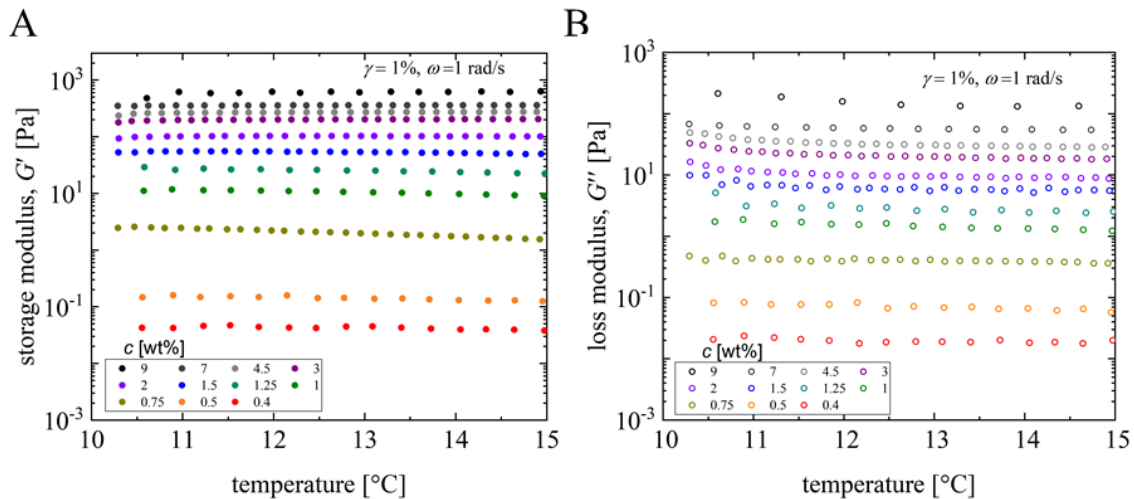 A
γ = 1%, ω = 1 rad/s
storage modulus, G′ [Pa]
10³
10¹
10⁻¹
10⁻³
c [wt%]
9 7 4.5 3
2 1.5 1.25 1
0.75 0.5 0.4
10 11 12 13 14 15
temperature [°C]
B
γ = 1%, ω = 1 rad/s
loss modulus, G′′ [Pa]
10³
10¹
10⁻¹
10⁻³
c [wt%]
9 7 4.5 3
2 1.5 1.25 1
0.75 0.5 0.4
10 11 12 13 14 15
temperature [°C]